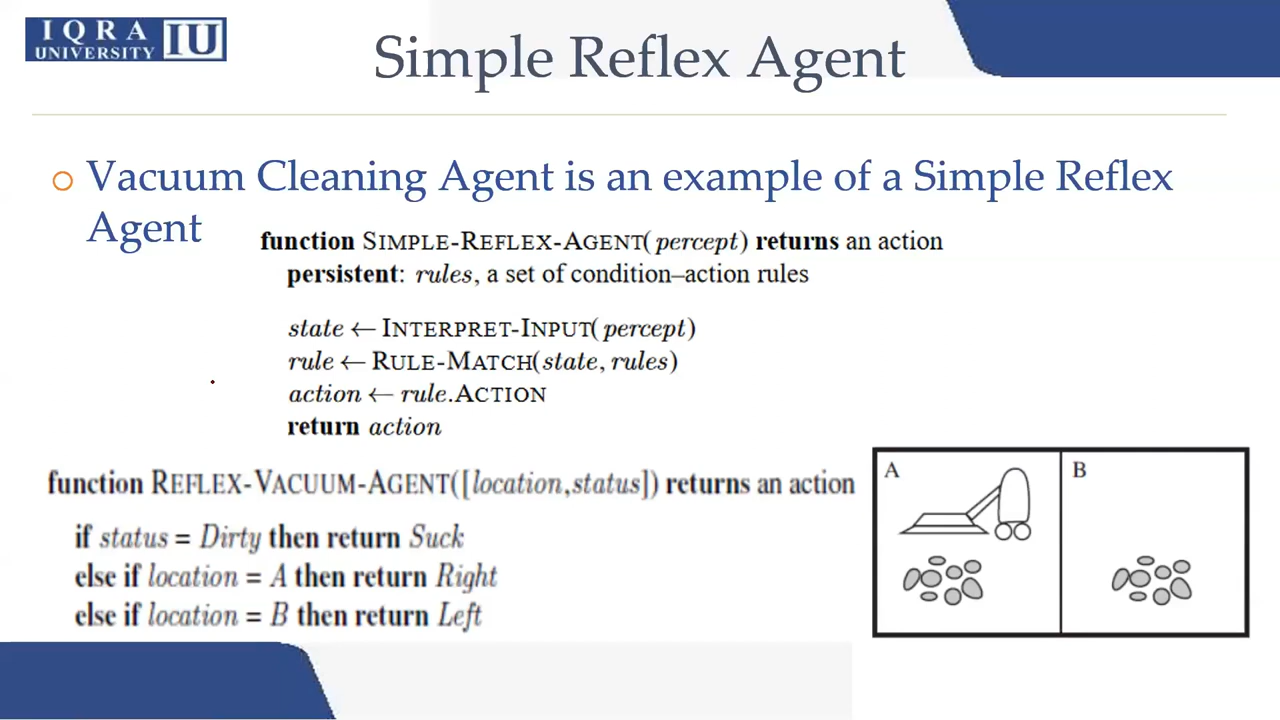 IQRA
UNIVERSITY IU
Simple Reflex Agent
Vacuum Cleaning Agent is an example of a Simple Reflex
Agent
function SIMPLE-REFLEX-AGENT(percept) returns an action
persistent: rules, a set of condition–action rules
state ← INTERPRET-INPUT(percept)
rule ← RULE-MATCH(state, rules)
action ← rule.ACTION
return action
function REFLEX-VACUUM-AGENT([location,status]) returns an action
if status = Dirty then return Suck
else if location = A then return Right
else if location = B then return Left
A
B